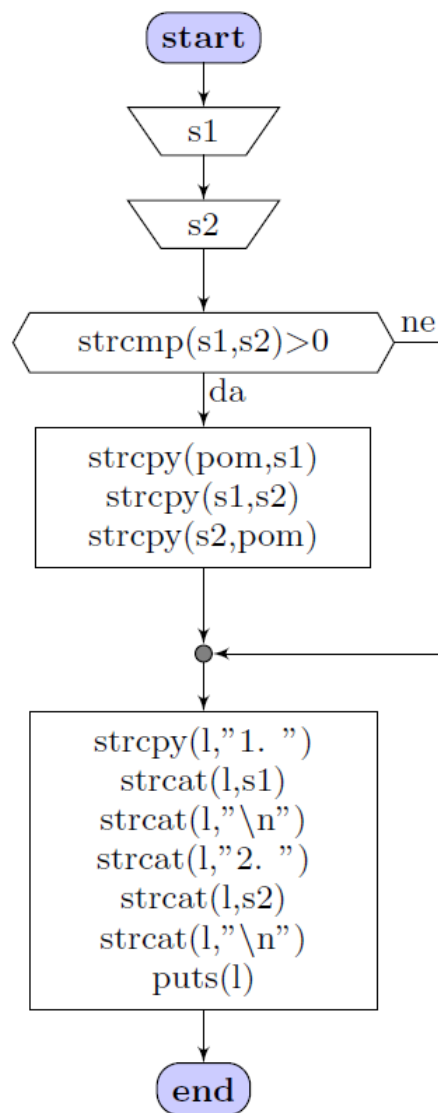 start
s1
s2
strcmp(s1,s2)>0
ne
da
strcpy(pom,s1)
strcpy(s1,s2)
strcpy(s2,pom)
strcpy(l,”1. ”)
strcat(l,s1)
strcat(l,”\n”)
strcat(l,”2. ”)
strcat(l,s2)
strcat(l,”\n”)
puts(l)
end